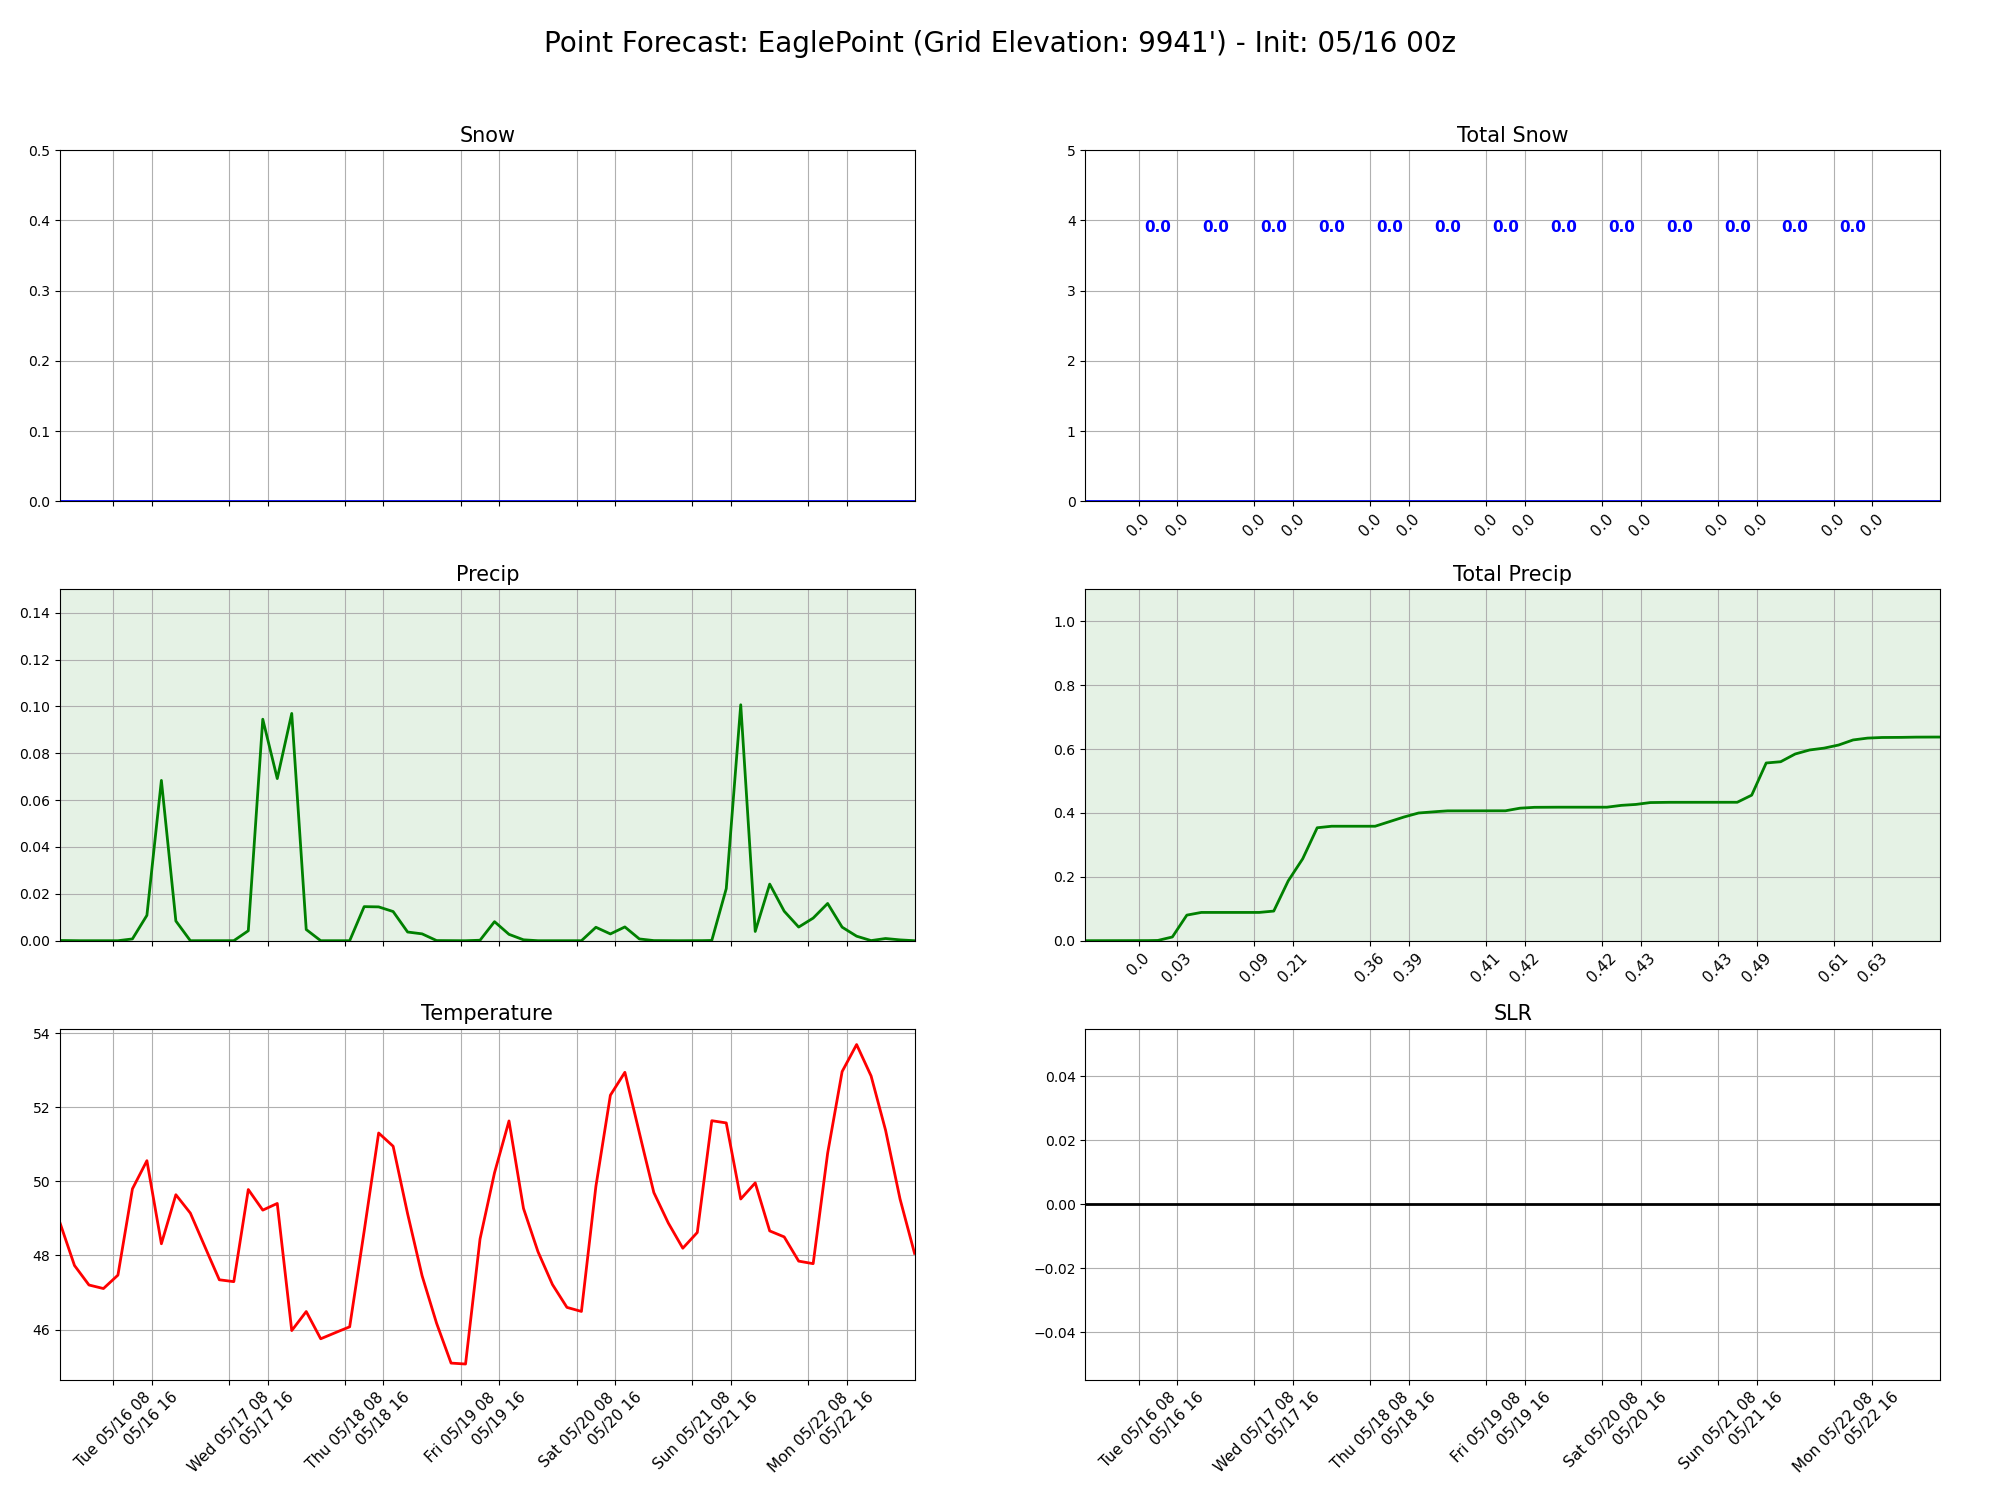 Point Forecast: EaglePoint (Grid Elevation: 9941') - Init: 05/16 00z
Snow
0.5
0.4
0.3
0.2
0.1
0.0
Total Snow
5
4
3
2
1
0
0.0 0.0 0.0 0.0 0.0 0.0 0.0 0.0 0.0 0.0 0.0 0.0 0.0
0.0 0.0 0.0 0.0 0.0 0.0 0.0 0.0 0.0 0.0 0.0 0.0 0.0 0.0
Precip
0.14
0.12
0.10
0.08
0.06
0.04
0.02
0.00
Total Precip
1.0
0.8
0.6
0.4
0.2
0.0
0.0 0.03 0.09 0.21 0.36 0.39 0.41 0.42 0.42 0.43 0.43 0.49 0.61 0.63
Temperature
54
52
50
48
46
Tue 05/16 08
05/16 16
Wed 05/17 08
05/17 16
Thu 05/18 08
05/18 16
Fri 05/19 08
05/19 16
Sat 05/20 08
05/20 16
Sun 05/21 08
05/21 16
Mon 05/22 08
05/22 16
SLR
0.04
0.02
0.00
−0.02
−0.04
Tue 05/16 08
05/16 16
Wed 05/17 08
05/17 16
Thu 05/18 08
05/18 16
Fri 05/19 08
05/19 16
Sat 05/20 08
05/20 16
Sun 05/21 08
05/21 16
Mon 05/22 08
05/22 16